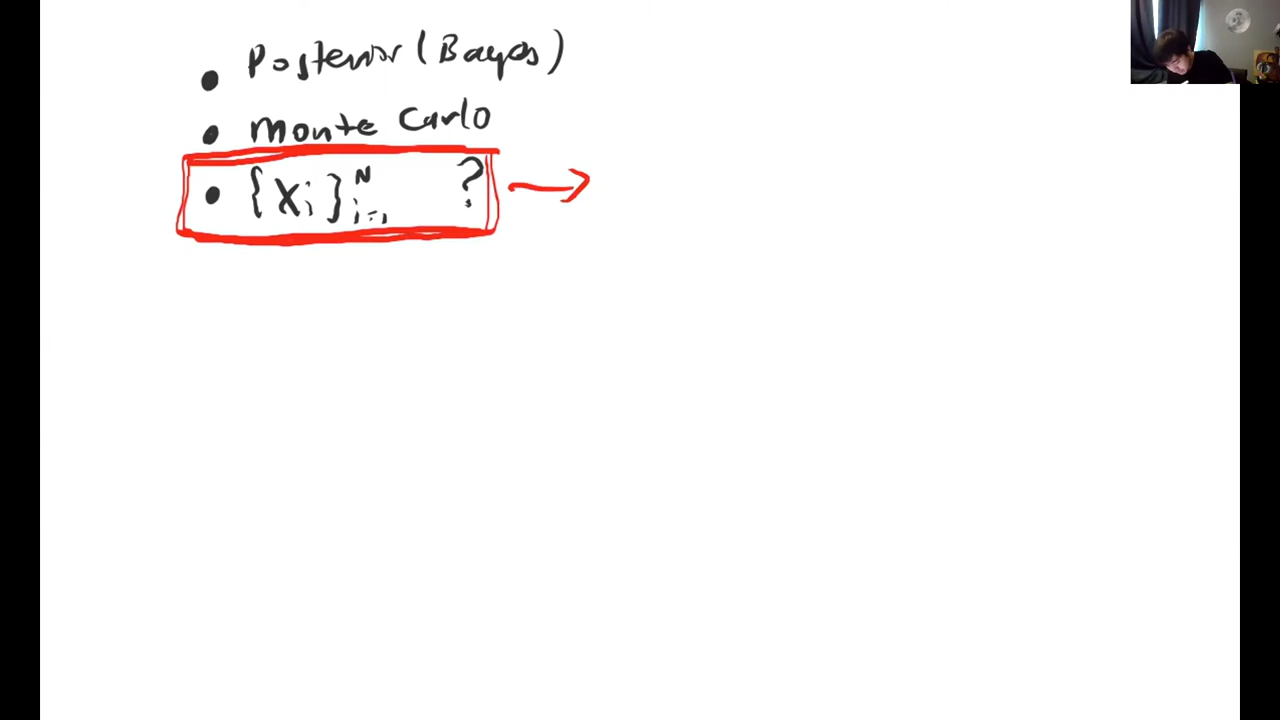 • Posterior (Bayes)
• Monte Carlo
• {Xi}ᴺi=1 ?